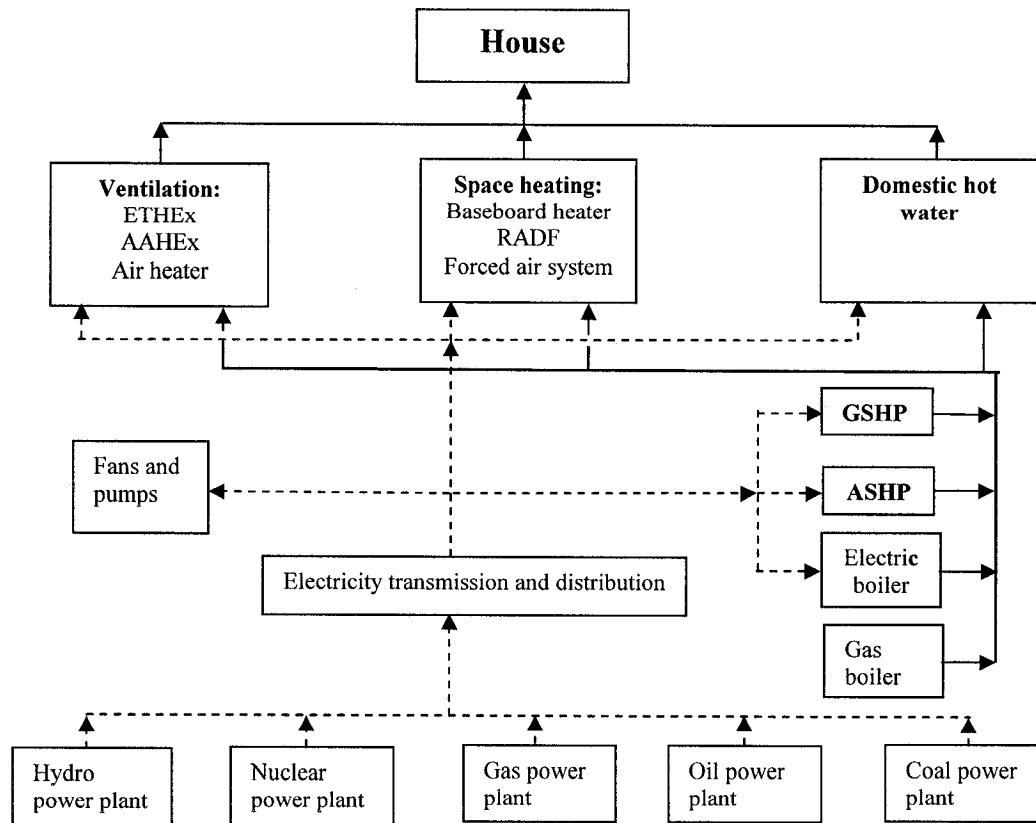 House
Ventilation:
ETHEx
AAHEx
Air heater
Space heating:
Baseboard heater
RADF
Forced air system
Domestic hot
water
GSHP
Fans and
pumps
ASHP
Electric
boiler
Electricity transmission and distribution
Gas
boiler
Hydro
power plant
Nuclear
power plant
Gas power
plant
Oil power
plant
Coal power
plant